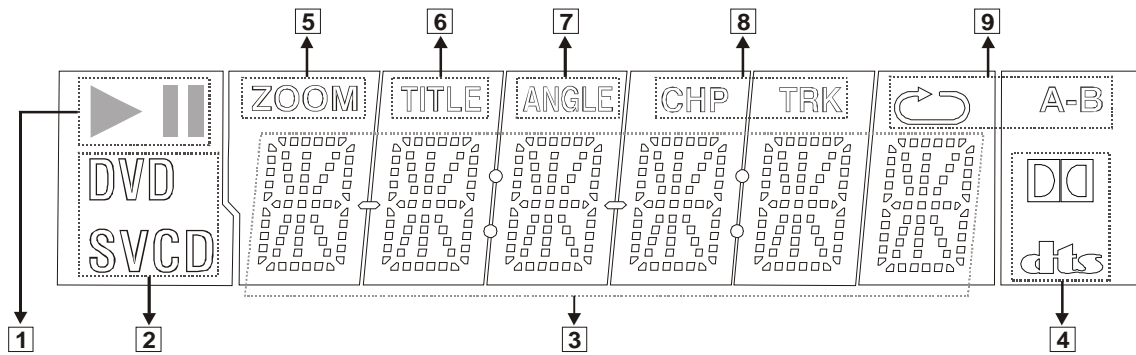 5 6 7 8 9
ZOOM TITLE ANGLE CHP TRK A-B
DVD
SVCD
dts
1 2 3 4